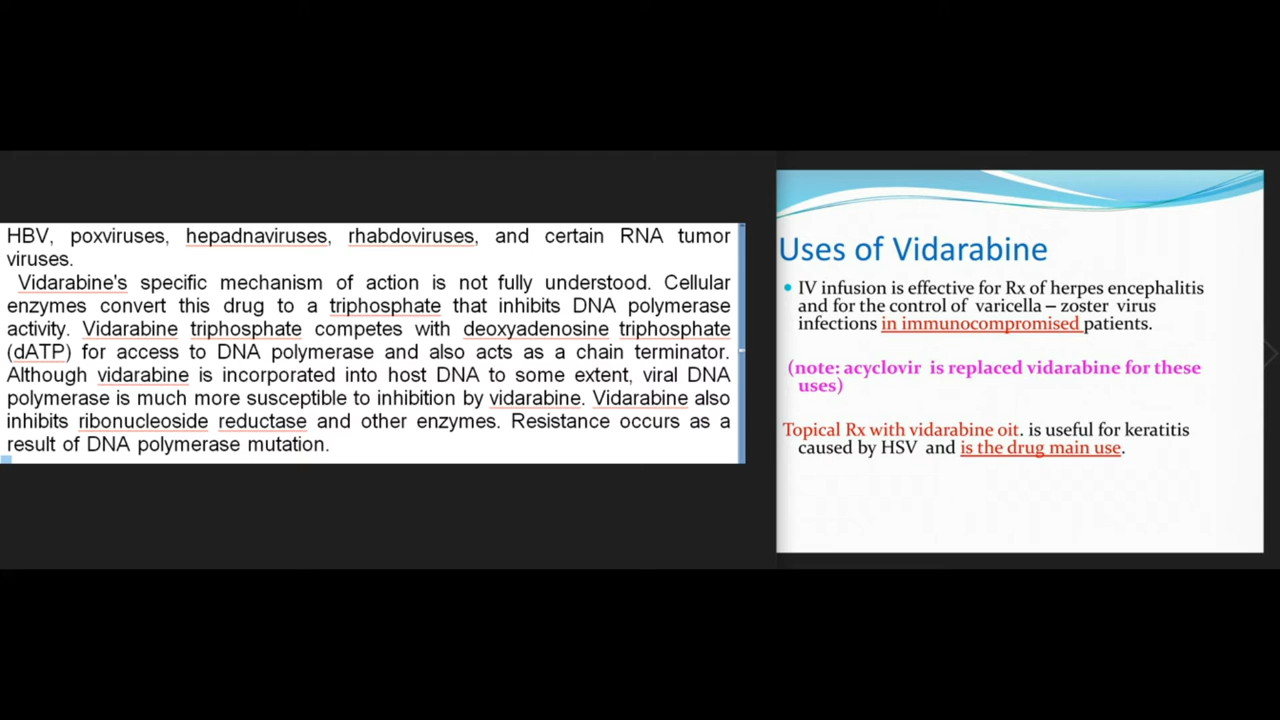 HBV, poxviruses, hepadnaviruses, rhabdoviruses, and certain RNA tumor
viruses.
Vidarabine's specific mechanism of action is not fully understood. Cellular
enzymes convert this drug to a triphosphate that inhibits DNA polymerase
activity. Vidarabine triphosphate competes with deoxyadenosine triphosphate
(dATP) for access to DNA polymerase and also acts as a chain terminator.
Although vidarabine is incorporated into host DNA to some extent, viral DNA
polymerase is much more susceptible to inhibition by vidarabine. Vidarabine also
inhibits ribonucleoside reductase and other enzymes. Resistance occurs as a
result of DNA polymerase mutation.
Uses of Vidarabine
• IV infusion is effective for Rx of herpes encephalitis
and for the control of varicella – zoster virus
infections in immunocompromised patients.
(note: acyclovir is replaced vidarabine for these
uses)
Topical Rx with vidarabine oit. is useful for keratitis
caused by HSV and is the drug main use.